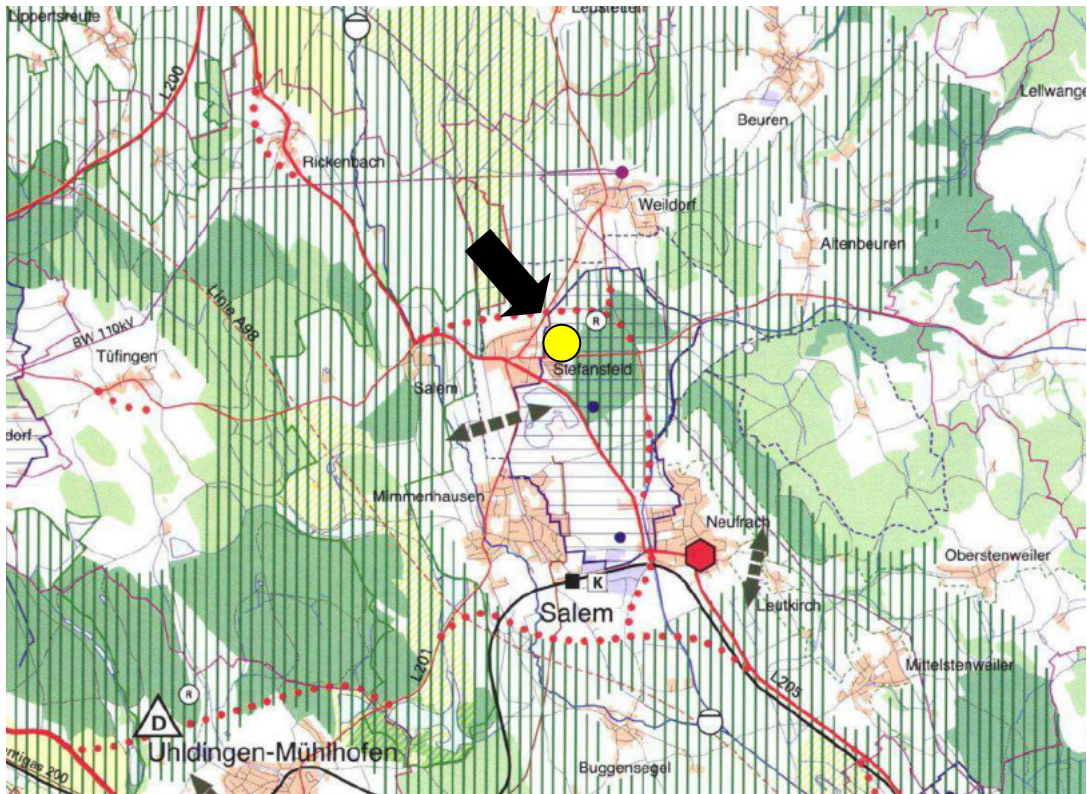 Lippertsreute
Leustetten
L200
Beuren
Lellwange
Rickenbach
Weildorf
Altenbeuren
Linie A98
BW 110kV
Tüfingen
R
Salem
Stefansfeld
dorf
Mimmenhausen
Neufrach
Oberstenweiler
K
Leutkirch
Salem
Mittelstenweiler
L201
L205
R
D
Uhldingen-Mühlhofen
Buggensegel